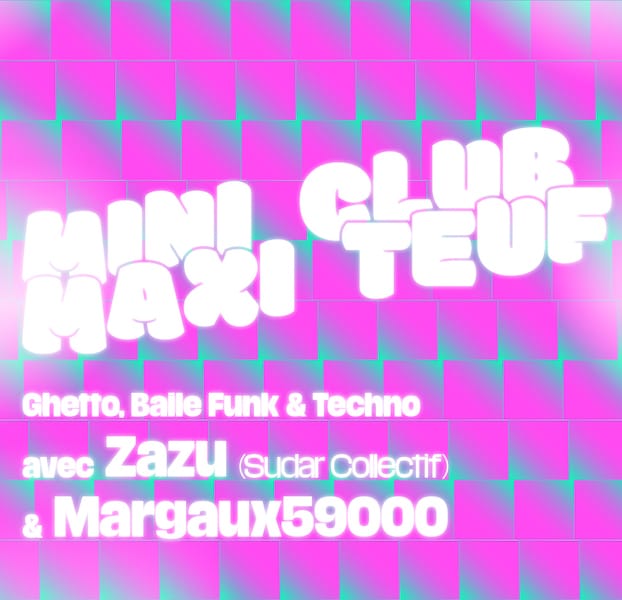 MINI CLUB
MAXI TEUF
Ghetto, Baile Funk & Techno
avec Zazu (Sudar Collectif)
& Margaux59000